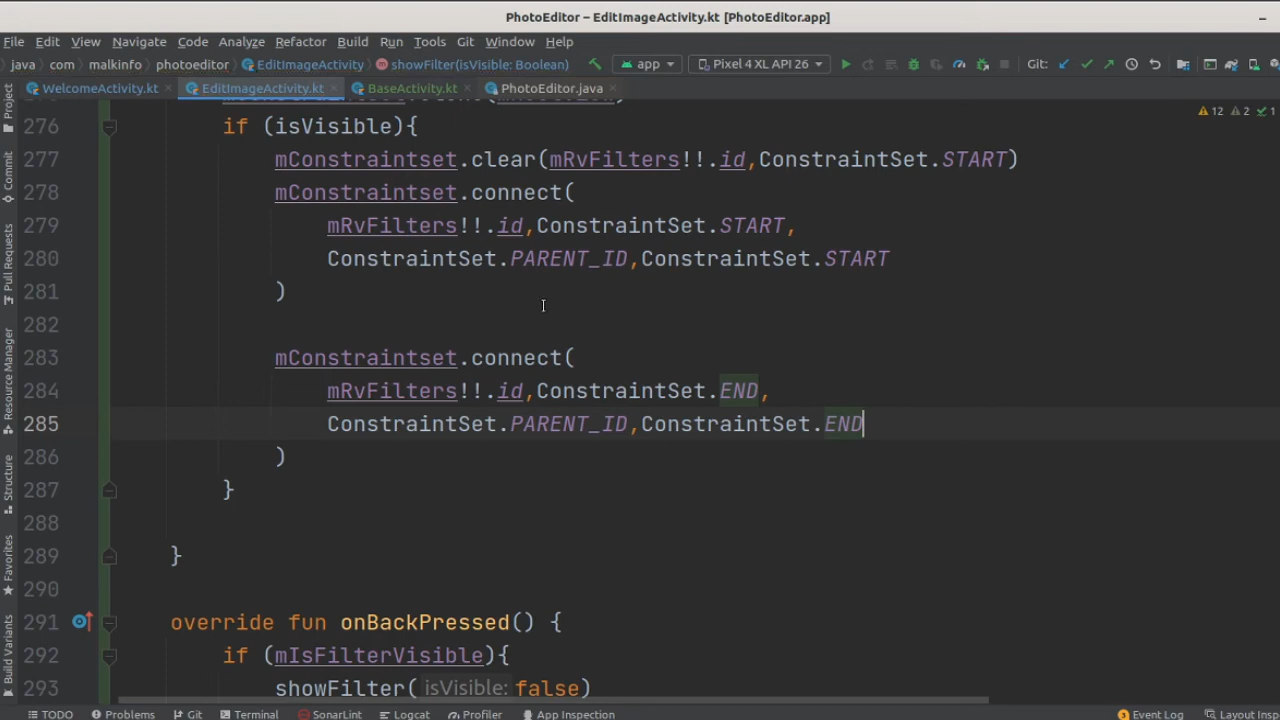 PhotoEditor – EditImageActivity.kt [PhotoEditor.app]
File Edit View Navigate Code Analyze Refactor Build Run Tools Git Window Help
java com malkinfo photoeditor EditImageActivity showFilter(isVisible: Boolean) app Pixel 4 XL API 26 Git:
WelcomeActivity.kt EditImageActivity.kt BaseActivity.kt PhotoEditor.java
276 if (isVisible){
12 2 1
277 mConstraintset.clear(mRvFilters!!.id,ConstraintSet.START)
278 mConstraintset.connect(
279 mRvFilters!!.id,ConstraintSet.START,
280 ConstraintSet.PARENT_ID,ConstraintSet.START
281 )
282
283 mConstraintset.connect(
284 mRvFilters!!.id,ConstraintSet.END,
285 ConstraintSet.PARENT_ID,ConstraintSet.END
286 )
287 }
288
289 }
290
291 override fun onBackPressed() {
292 if (mIsFilterVisible){
293 showFilter( isVisible: false)
Project
Commit
Pull Requests
Resource Manager
Structure
Favorites
Build Variants
TODO Problems Git Terminal SonarLint Logcat Profiler App Inspection 3 Event Log Layout Insp